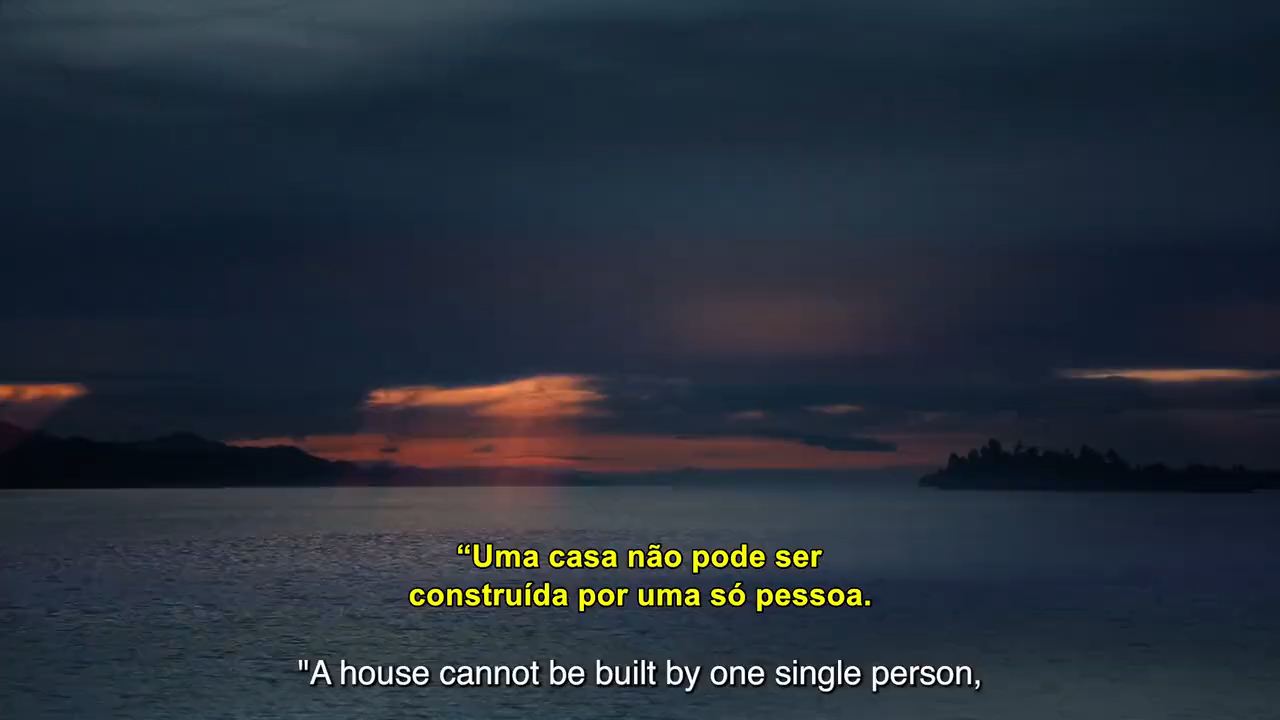 “Uma casa não pode ser
construída por uma só pessoa.
"A house cannot be built by one single person,